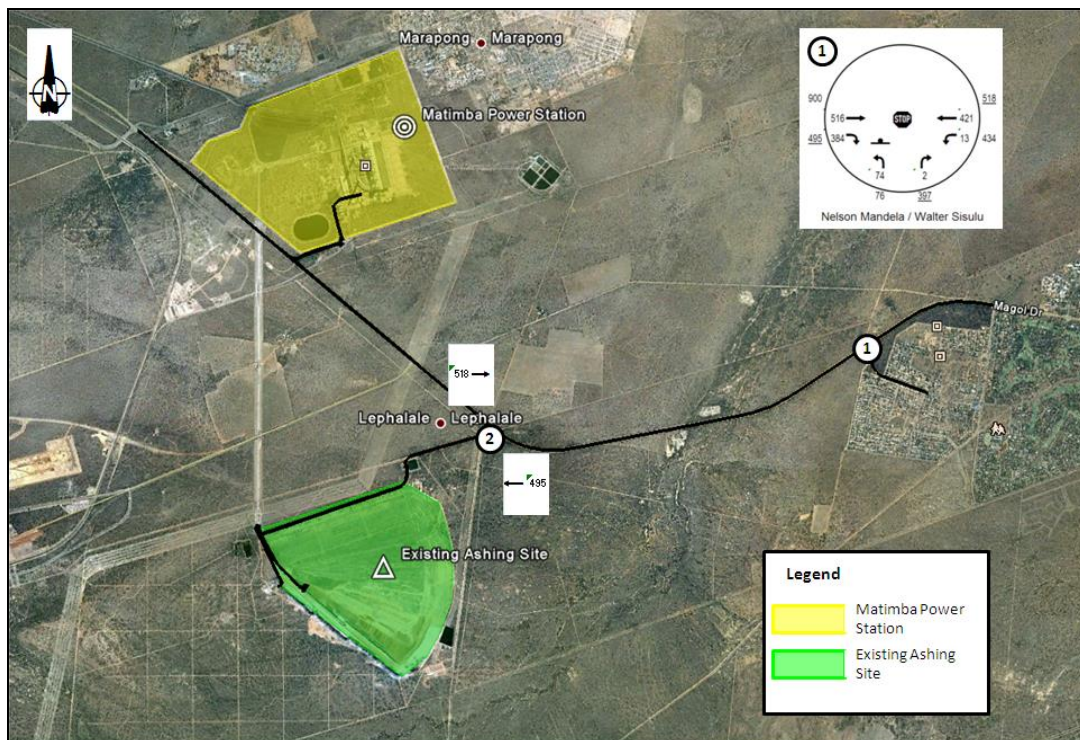 Marapong Marapong
N
Matimba Power Station
1
900
518
516
STOP
421
495
384
13
434
74
2
76
397
Nelson Mandela / Walter Sisulu
Magol Dr
1
518
Lephalale Lephalale
2
495
Existing Ashing Site
Legend
Matimba Power
Station
Existing Ashing
Site